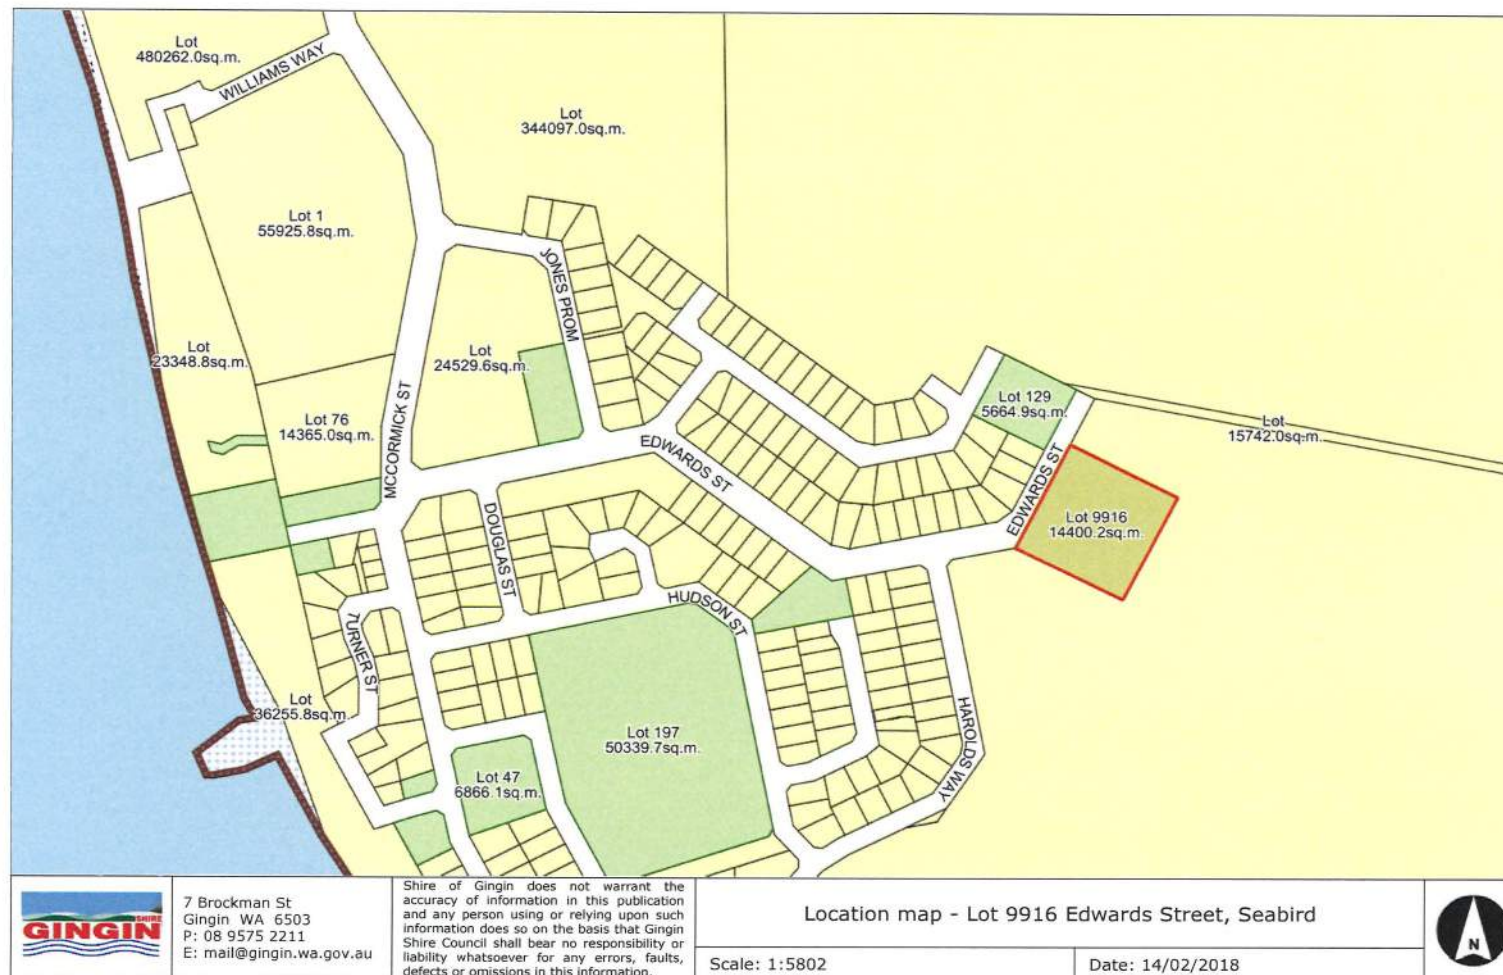 Lot
480262.0sq.m.
WILLIAMS WAY
Lot
344097.0sq.m.
Lot 1
55925.8sq.m.
JONES PROM
Lot
23348.8sq.m.
Lot
24529.6sq.m.
Lot 129
5664.9sq.m.
Lot
15742.0sq.m.
Lot 76
14365.0sq.m.
MCCORMICK ST
EDWARDS ST
EDWARDS ST
Lot 9916
14400.2sq.m.
DOUGLAS ST
HUDSON ST
TURNER ST
Lot
36255.8sq.m.
Lot 197
50339.7sq.m.
HAROLDS WAY
Lot 47
6866.1sq.m.
SHIRE
GINGIN
7 Brockman St
Gingin WA 6503
P: 08 9575 2211
E: mail@gingin.wa.gov.au
Shire of Gingin does not warrant the
accuracy of information in this publication
and any person using or relying upon such
information does so on the basis that Gingin
Shire Council shall bear no responsibility or
liability whatsoever for any errors, faults,
defects or omissions in this information.
Location map - Lot 9916 Edwards Street, Seabird
Scale: 1:5802
Date: 14/02/2018
N